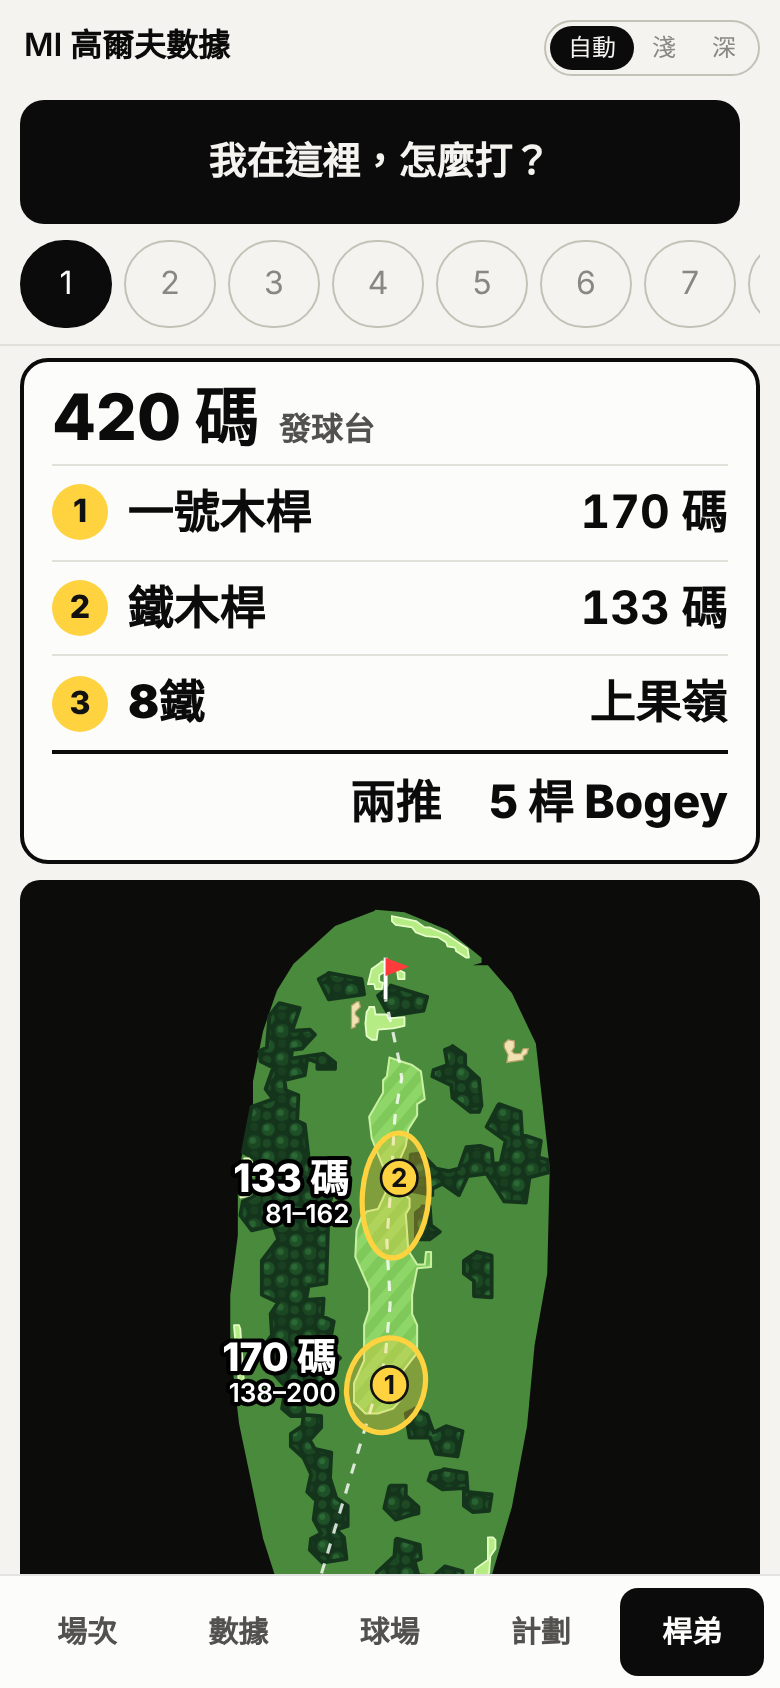 MI 高爾夫數據
自動 淺 深
我在這裡，怎麼打？
1 2 3 4 5 6 7
420 碼 發球台
1 一號木桿 170 碼
2 鐵木桿 133 碼
3 8鐵 上果嶺
兩推 5 桿 Bogey
133 碼
81–162
2
170 碼
138–200
1
場次 數據 球場 計劃 桿弟